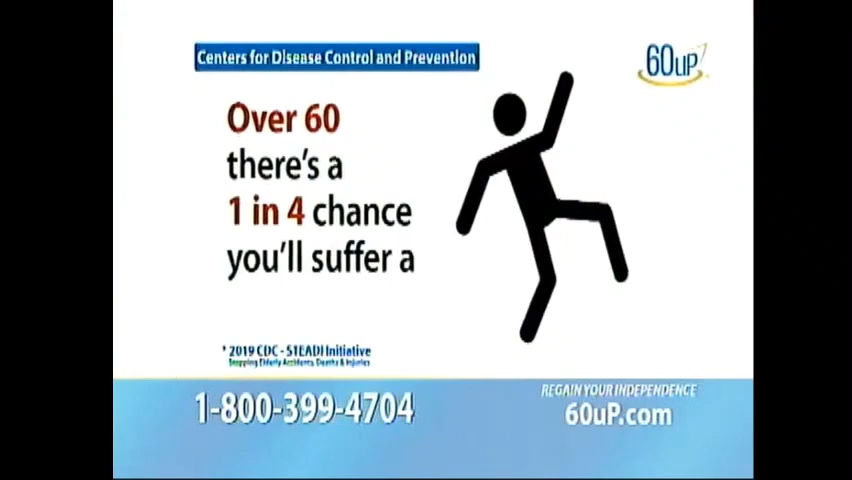 Centers for Disease Control and Prevention
60uP
Over 60
there's a
1 in 4 chance
you'll suffer a
* 2019 CDC - STEADI Initiative
Stopping Elderly Accidents, Deaths & Injuries
1-800-399-4704
REGAIN YOUR INDEPENDENCE
60uP.com